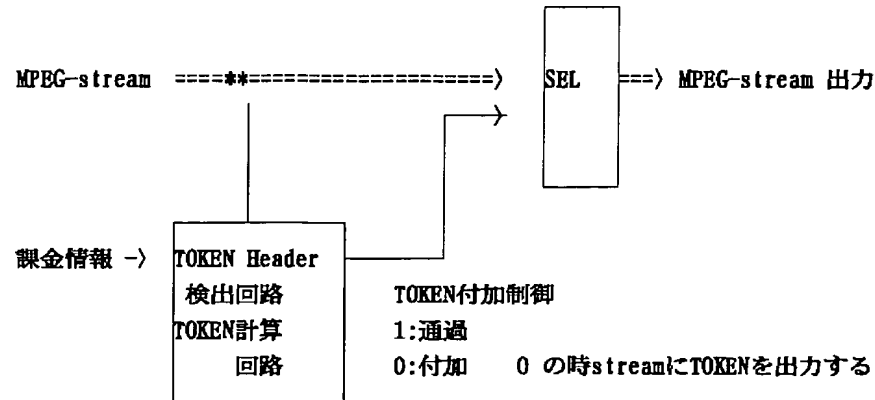 MPEG-stream ====**====================> SEL ===> MPEG-stream 出力
課金情報 -> TOKEN Header
検出回路 TOKEN付加制御
TOKEN計算 1:通過
回路 0:付加 0 の時streamにTOKENを出力する